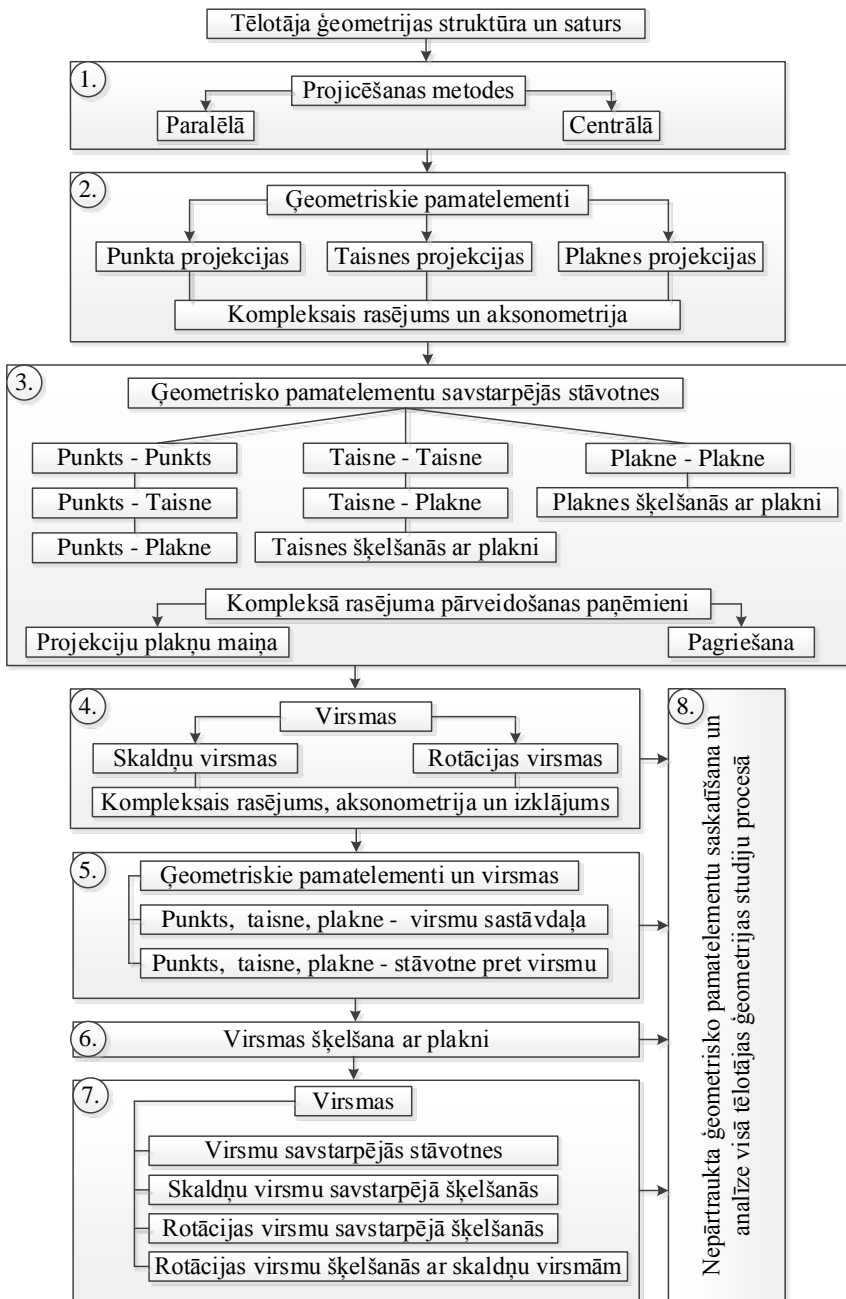 Tēlotāja ģeometrijas struktūra un saturs
1.
Projicēšanas metodes
Paralēlā
Centrālā
2.
Ģeometriskie pamatelementi
Punkta projekcijas
Taisnes projekcijas
Plaknes projekcijas
Kompleksais rasējums un aksonometrija
3.
Ģeometrisko pamatelementu savstarpējās stāvotnes
Punkts - Punkts
Taisne - Taisne
Plakne - Plakne
Punkts - Taisne
Taisne - Plakne
Plaknes šķelšanās ar plakni
Punkts - Plakne
Taisnes šķelšanās ar plakni
Kompleksā rasējuma pārveidošanas paņēmieni
Projekciju plakņu maiņa
Pagriešana
4.
Virsmas
Skaldņu virsmas
Rotācijas virsmas
Kompleksais rasējums, aksonometrija un izklājums
5.
Ģeometriskie pamatelementi un virsmas
Punkts, taisne, plakne - virsmu sastāvdaļa
Punkts, taisne, plakne - stāvotne pret virsmu
6.
Virsmas šķelšana ar plakni
7.
Virsmas
Virsmu savstarpējās stāvotnes
Skaldņu virsmu savstarpējā šķelšanās
Rotācijas virsmu savstarpējā šķelšanās
Rotācijas virsmu šķelšanās ar skaldņu virsmām
8.
Nepārtraukta ģeometrisko pamatelementu saskatīšana un
analīze visā tēlotājas ģeometrijas studiju procesā